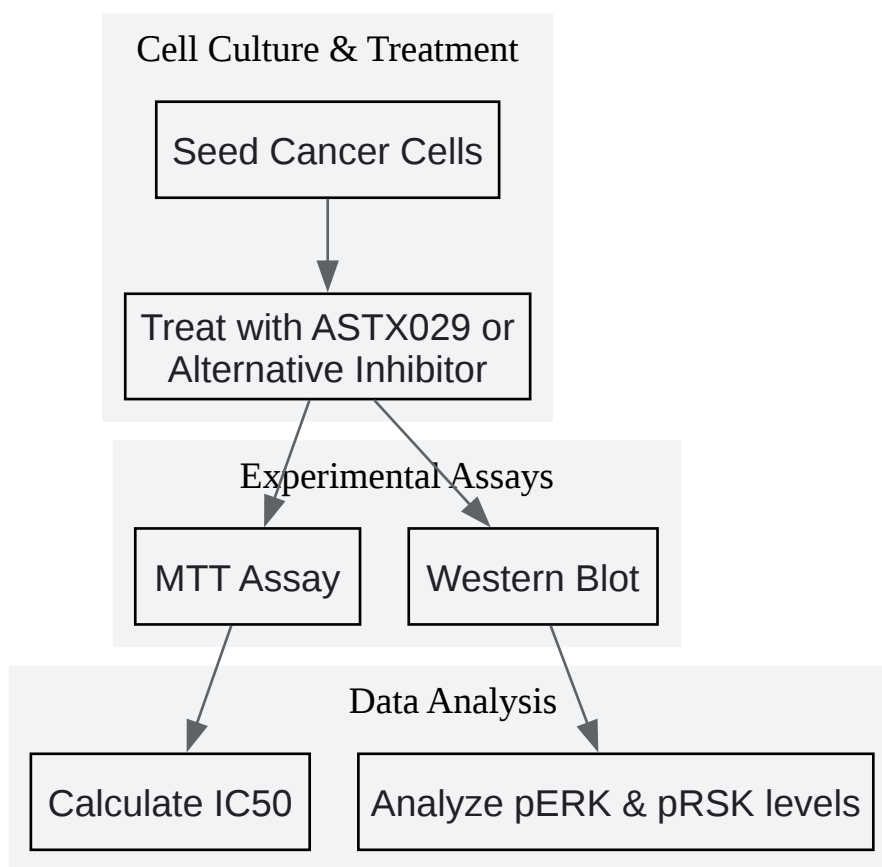 Cell Culture & Treatment
Seed Cancer Cells
Treat with ASTX029 or
Alternative Inhibitor
Experimental Assays
MTT Assay
Western Blot
Data Analysis
Calculate IC50
Analyze pERK & pRSK levels